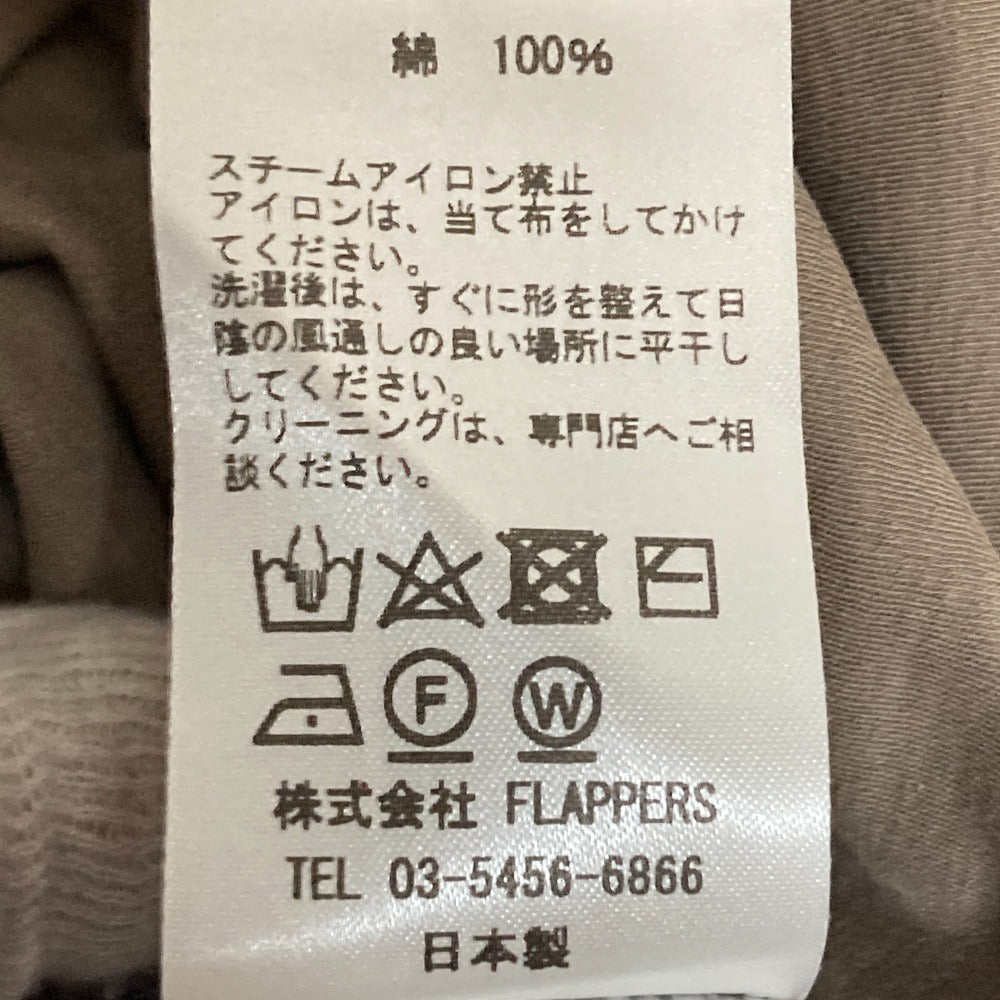 綿 100%
スチームアイロン禁止
アイロンは、当て布をしてかけ
てください。
洗濯後は、すぐに形を整えて日
陰の風通しの良い場所に平干し
してください。
クリーニングは、専門店へご相
談ください。
F W
株式会社 FLAPPERS
TEL 03-5456-6866
日本製